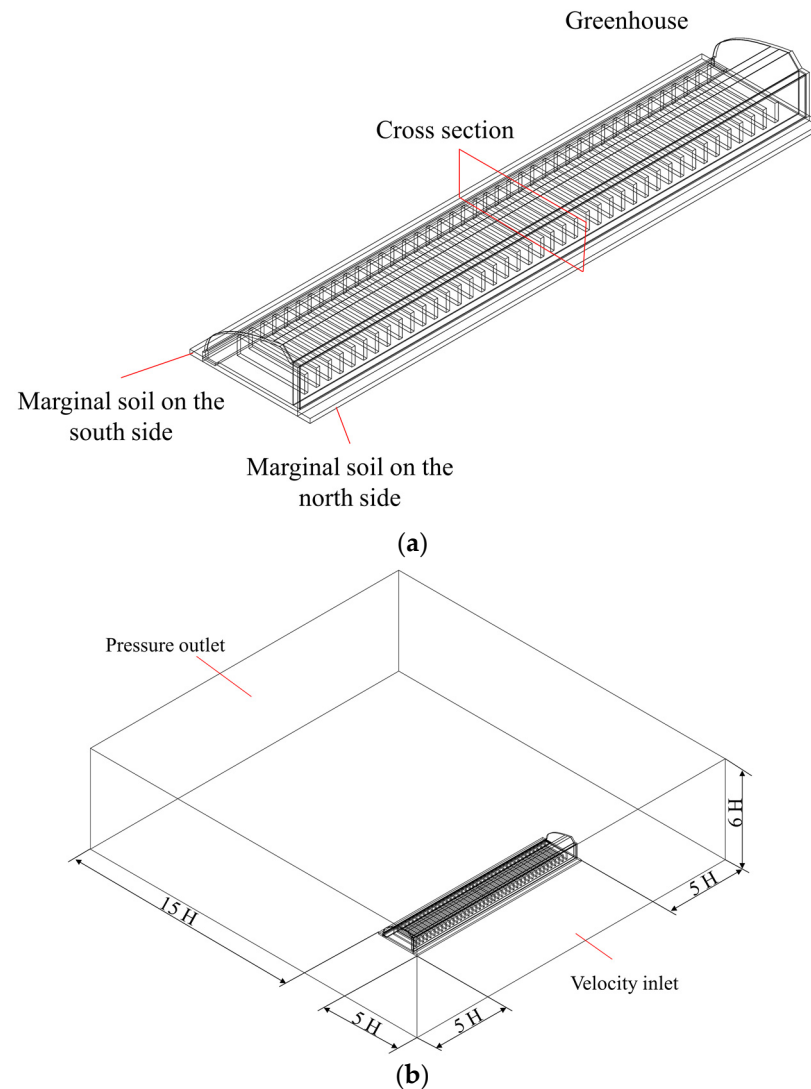 Greenhouse
Cross section
Marginal soil on the
south side
Marginal soil on the
north side
(a)
Pressure outlet
6 H
5 H
15 H
Velocity inlet
5 H
5 H
(b)